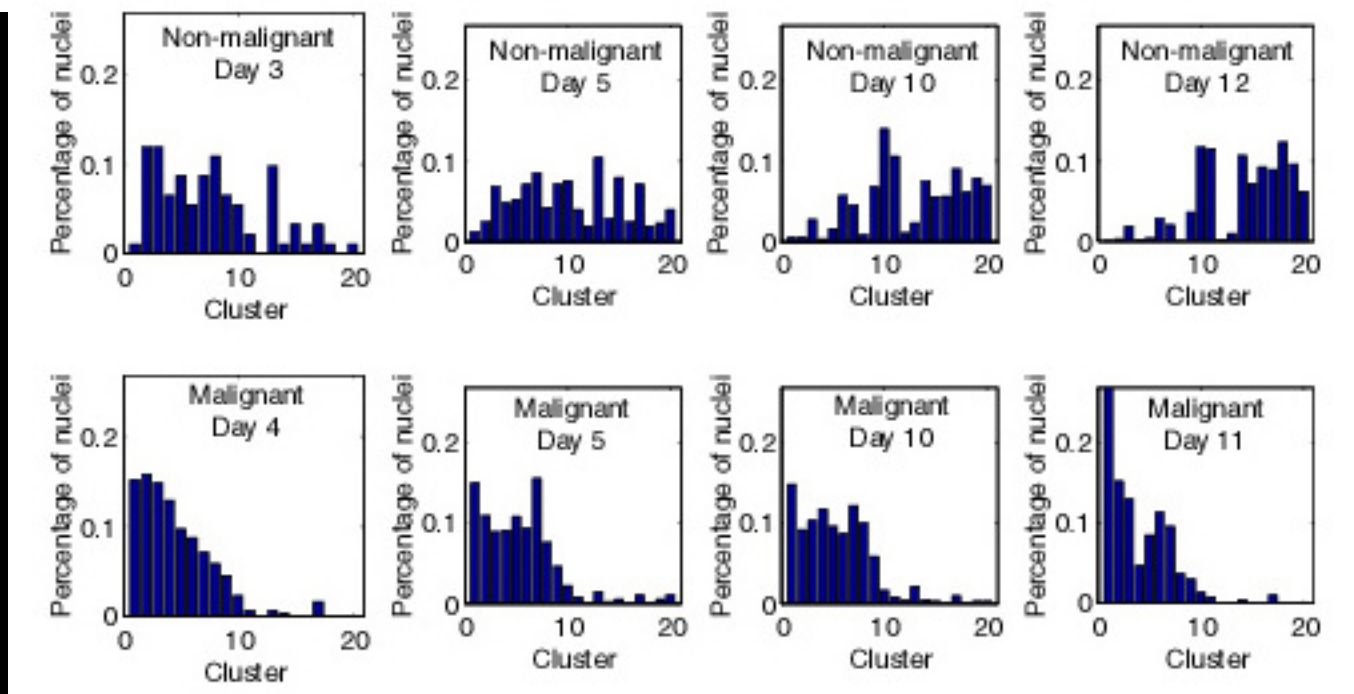 Percentage of nuclei
Non-malignant
Day 3
0.2
0.1
0
0
10
20
Cluster
Percentage of nuclei
Non-malignant
Day 5
0.2
0.1
0
0
10
20
Cluster
Percentage of nuclei
Non-malignant
Day 10
0.2
0.1
0
0
10
20
Cluster
Percentage of nuclei
Non-malignant
Day 12
0.2
0.1
0
0
10
20
Cluster
Percentage of nuclei
Malignant
Day 4
0.2
0.1
0
0
10
20
Cluster
Percentage of nuclei
Malignant
Day 5
0.2
0.1
0
0
10
20
Cluster
Percentage of nuclei
Malignant
Day 10
0.2
0.1
0
0
10
20
Cluster
Percentage of nuclei
Malignant
Day 11
0.2
0.1
0
0
10
20
Cluster